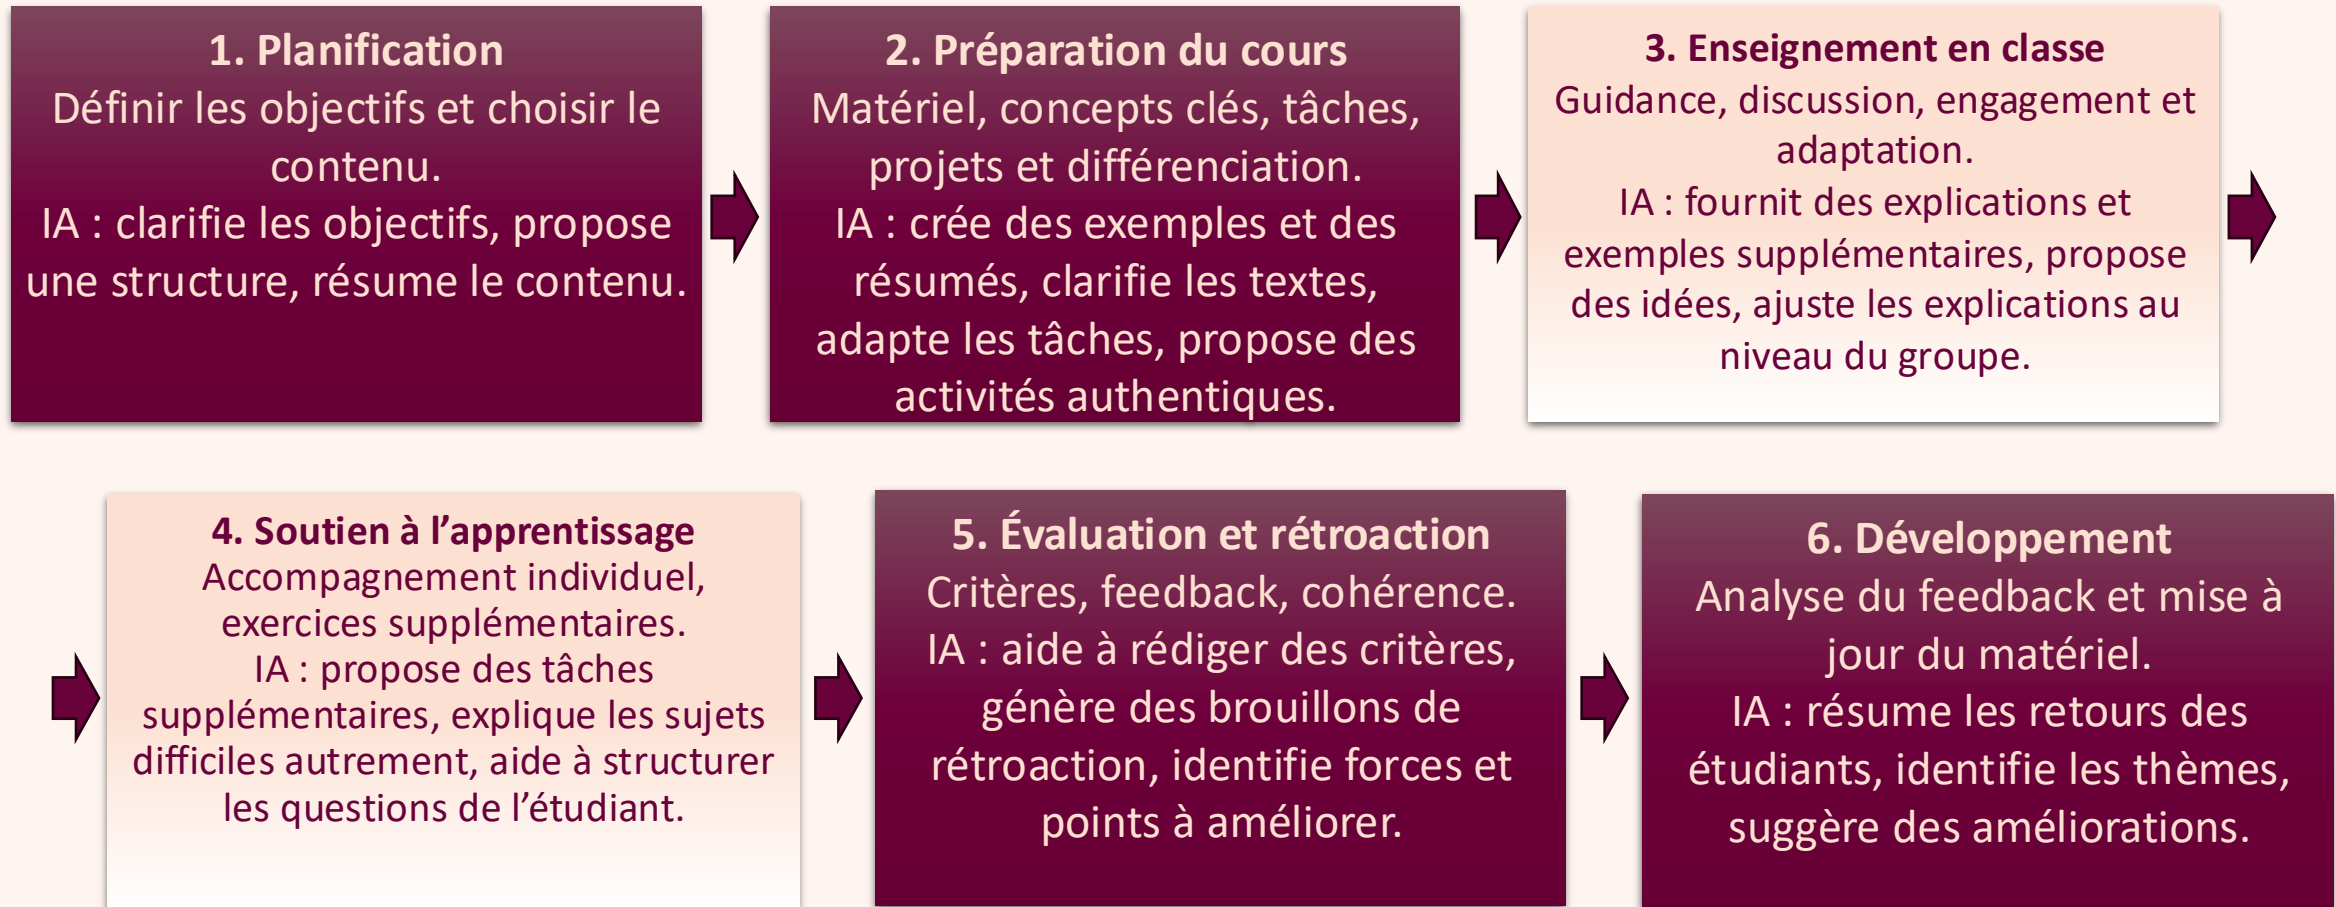 1. Planification
Définir les objectifs et choisir le
contenu.
IA : clarifie les objectifs, propose
une structure, résume le contenu.
2. Préparation du cours
Matériel, concepts clés, tâches,
projets et différenciation.
IA : crée des exemples et des
résumés, clarifie les textes,
adapte les tâches, propose des
activités authentiques.
3. Enseignement en classe
Guidance, discussion, engagement et
adaptation.
IA : fournit des explications et
exemples supplémentaires, propose
des idées, ajuste les explications au
niveau du groupe.
4. Soutien à l’apprentissage
Accompagnement individuel,
exercices supplémentaires.
IA : propose des tâches
supplémentaires, explique les sujets
difficiles autrement, aide à structurer
les questions de l’étudiant.
5. Évaluation et rétroaction
Critères, feedback, cohérence.
IA : aide à rédiger des critères,
génère des brouillons de
rétroaction, identifie forces et
points à améliorer.
6. Développement
Analyse du feedback et mise à
jour du matériel.
IA : résume les retours des
étudiants, identifie les thèmes,
suggère des améliorations.